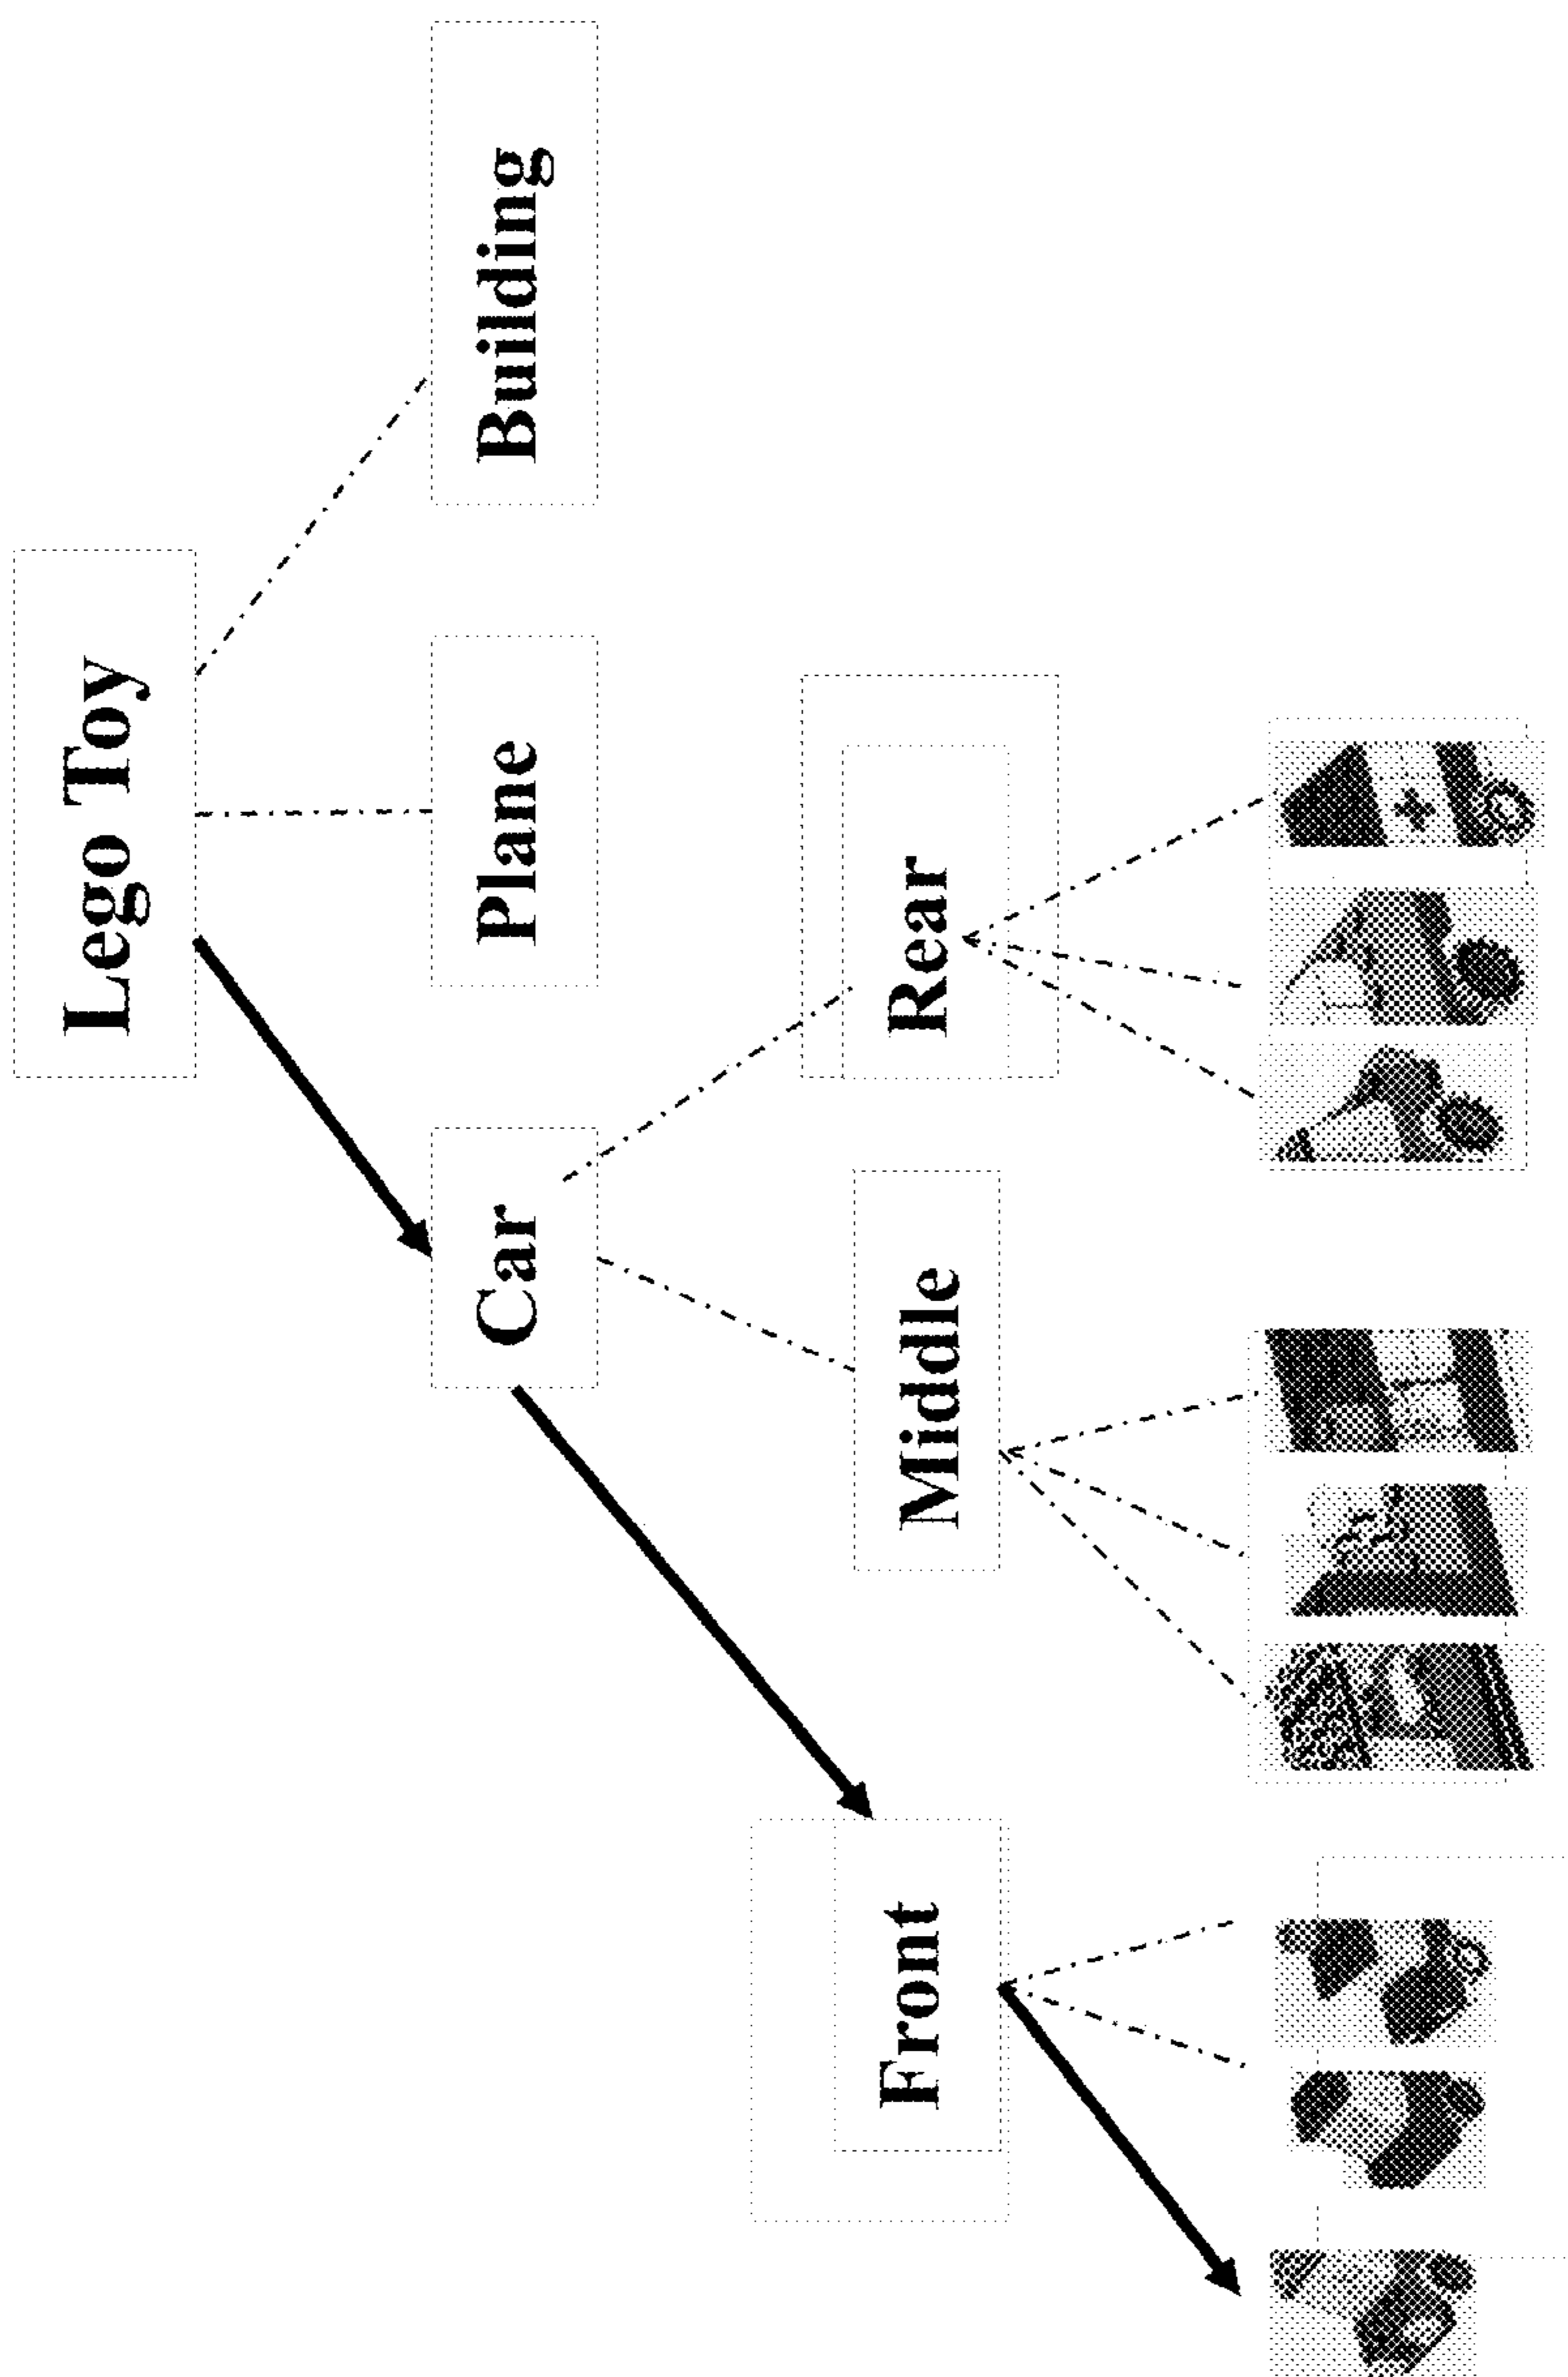 Lego Toy
Car
Plane
Building
Front
Middle
Rear